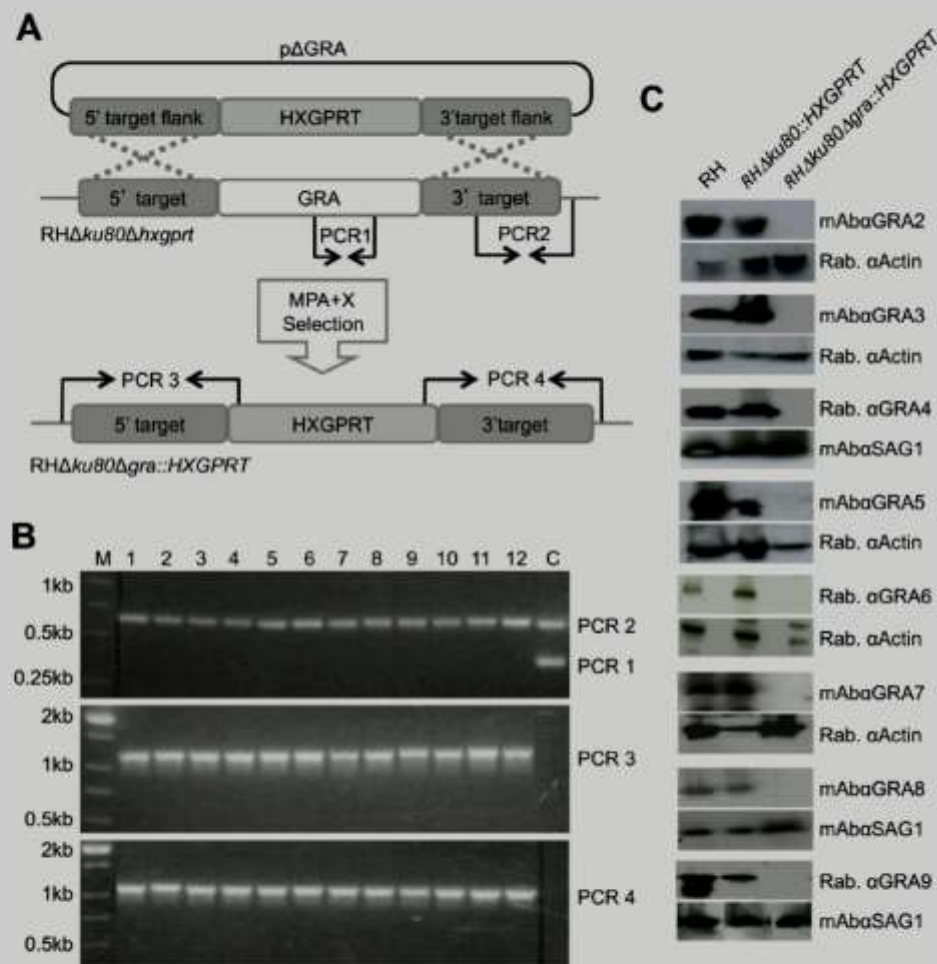 A
pΔGRA
5' target flank HXGPRT 3'target flank
5' target GRA 3' target
RHΔku80Δhxgprt
PCR1 PCR2
MPA+X
Selection
PCR 3 PCR 4
5' target HXGPRT 3'target
RHΔku80Δgra::HXGPRT
B
M 1 2 3 4 5 6 7 8 9 10 11 12 C
1kb
0.5kb
0.25kb
PCR 2
PCR 1
2kb
1kb
0.5kb
PCR 3
2kb
1kb
0.5kb
PCR 4
C
RH
RHΔku80::HXGPRT
RHΔku80Δgra::HXGPRT
mAbαGRA2
Rab. αActin
mAbαGRA3
Rab. αActin
Rab. αGRA4
mAbαSAG1
mAbαGRA5
Rab. αActin
Rab. αGRA6
Rab. αActin
mAbαGRA7
Rab. αActin
mAbαGRA8
mAbαSAG1
Rab. αGRA9
mAbαSAG1